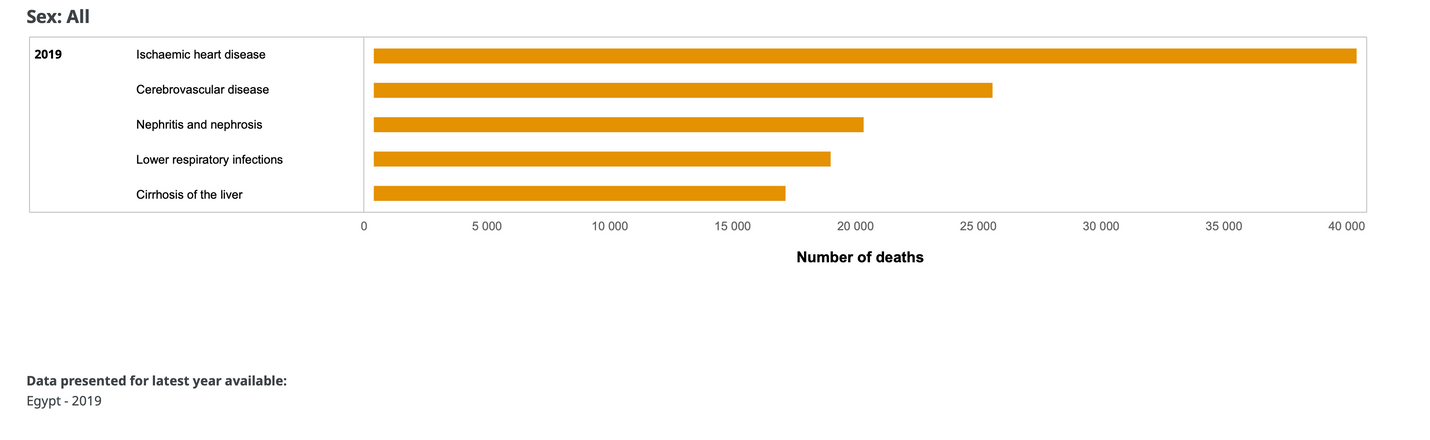 Sex: All
2019 Ischaemic heart disease
Cerebrovascular disease
Nephritis and nephrosis
Lower respiratory infections
Cirrhosis of the liver
0 5 000 10 000 15 000 20 000 25 000 30 000 35 000 40 000
Number of deaths
Data presented for latest year available:
Egypt - 2019